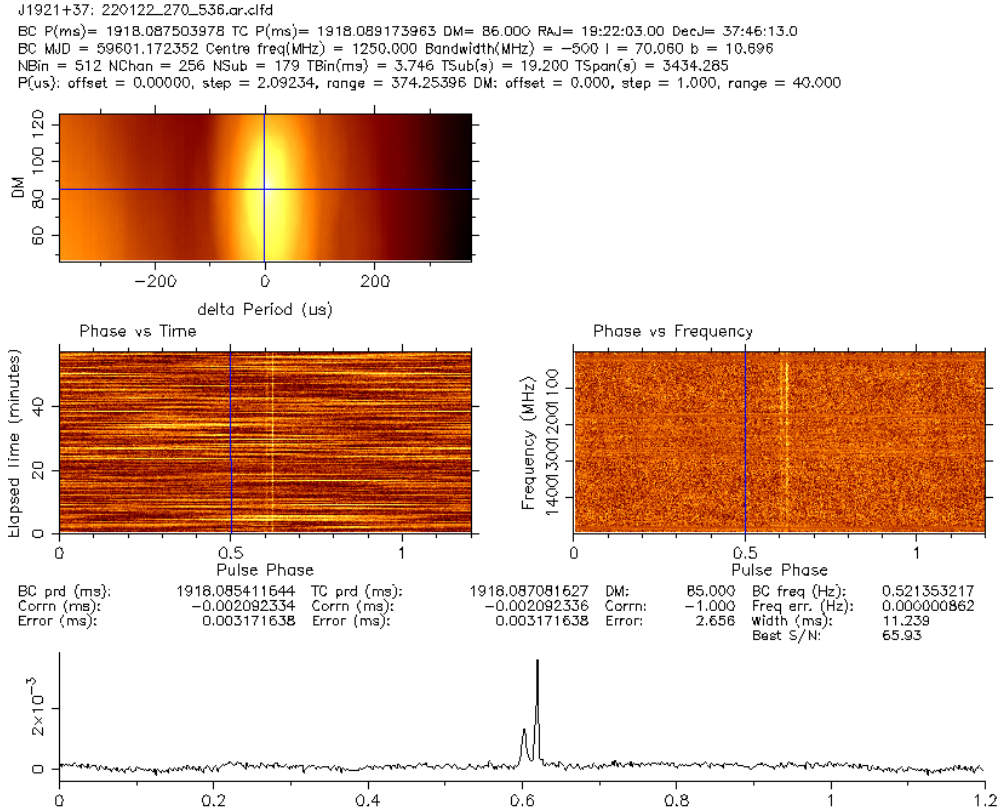 J1921+37: 220122_270_536.ar.clfd
BC P(ms)= 1918.087503978 TC P(ms)= 1918.089173963 DM= 86.000 RAJ= 19:22:03.00 DecJ= 37:46:13.0
BC MJD = 59601.172352 Centre freq(MHz) = 1250.000 Bandwidth(MHz) = -500 l = 70.060 b = 10.696
NBin = 512 NChan = 256 NSub = 179 TBin(ms) = 3.746 TSub(s) = 19.200 TSpan(s) = 3434.285
P(us): offset = 0.00000, step = 2.09234, range = 374.25396 DM: offset = 0.000, step = 1.000, range = 40.000
DM
60 80 100 120
-200 0 200
delta Period (us)
Phase vs Time
Elapsed Time (minutes)
0 20 40
0 0.5 1
Pulse Phase
Phase vs Frequency
Frequency (MHz)
1400 1300 1200 1100
0 0.5 1
Pulse Phase
BC prd (ms): 1918.085411644 TC prd (ms): 1918.087081627 DM: 85.000 BC freq (Hz): 0.521353217
Corrn (ms): -0.002092334 Corrn (ms): -0.002092336 Corrn: -1.000 Freq err. (Hz): 0.000000862
Error (ms): 0.003171638 Error (ms): 0.003171638 Error: 2.656 Width (ms): 11.239
Best S/N: 65.93
0 2×10⁻³
0 0.2 0.4 0.6 0.8 1 1.2